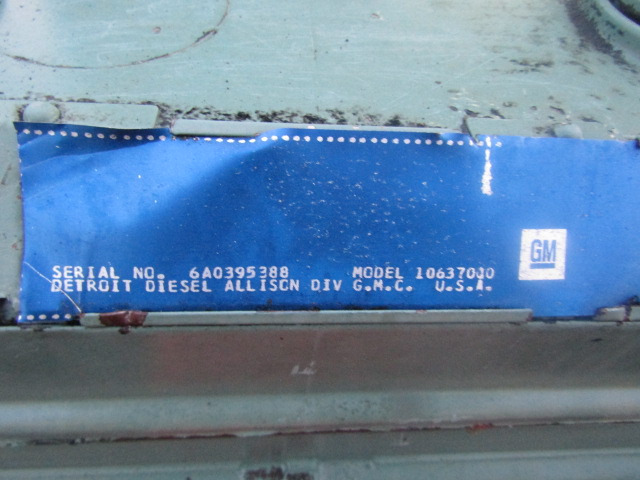 GM
SERIAL NO. 6A0395388 MODEL 10637000
DETROIT DIESEL ALLISON DIV G.M.C. U.S.A.